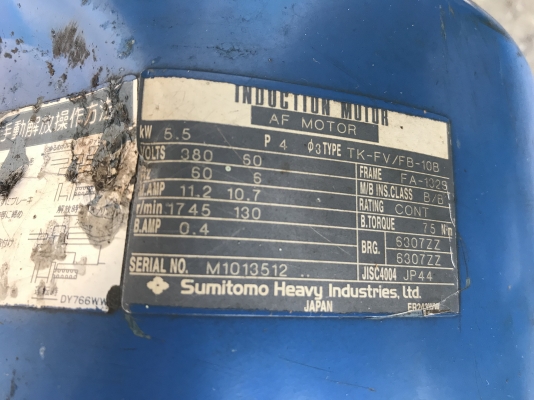 手動解放操作方法
DY766WW
INDUCTION MOTOR
AF MOTOR
kW 5.5 P 4 φ3 TYPE TK-FV/FB-10B
VOLTS 380 60 FRAME FA-132S
Hz 60 6 M/B INS.CLASS B/B
AMP 11.2 10.7 RATING CONT
r/min 1745 130 B.TORQUE 75 N·m
B.AMP 0.4 BRG. 6307ZZ
6307ZZ
SERIAL NO. M1013512 JISC4004 JP44
Sumitomo Heavy Industries, Ltd.
JAPAN